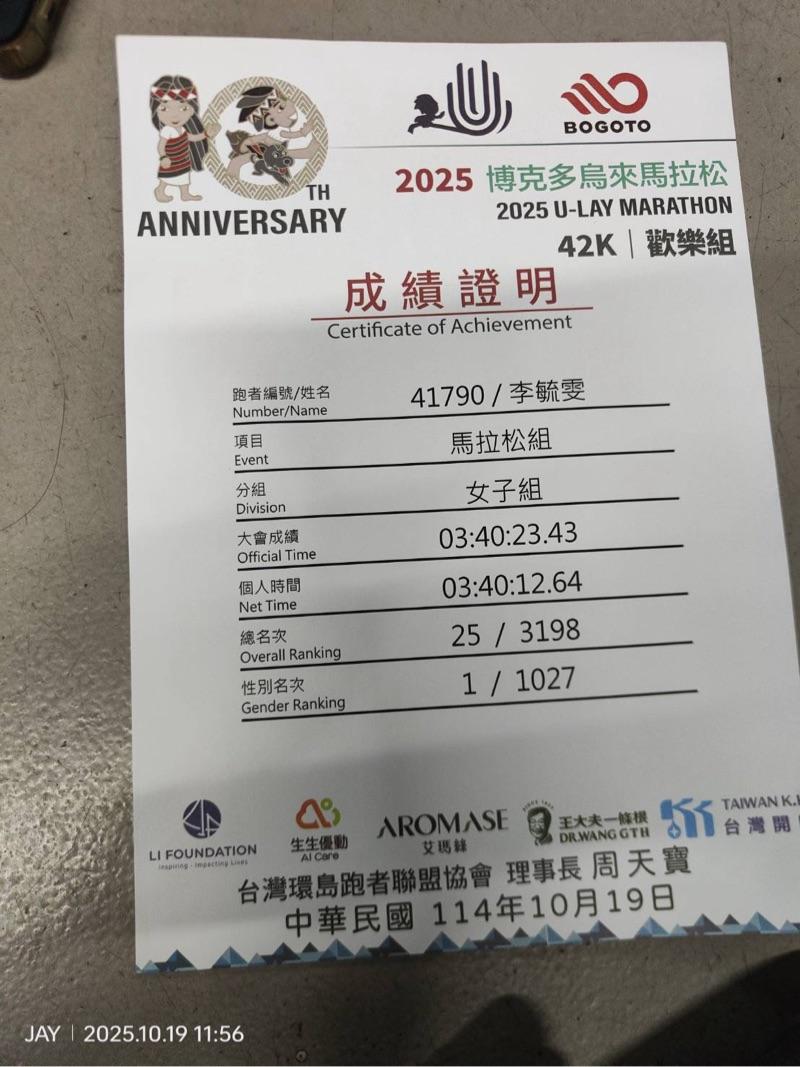 TH
ANNIVERSARY
BOGOTO
2025 博克多烏來馬拉松
2025 U-LAY MARATHON
42K｜歡樂組
成績證明
Certificate of Achievement
跑者編號/姓名
Number/Name
41790 / 李毓雯
項目
Event
馬拉松組
分組
Division
女子組
大會成績
Official Time
03:40:23.43
個人時間
Net Time
03:40:12.64
總名次
Overall Ranking
25 / 3198
性別名次
Gender Ranking
1 / 1027
LI FOUNDATION
Inspiring · Impacting Lives
生生優動
AI Care
AROMASE
艾瑪絲
SINCE
王大夫一條根
DR.WANG GTH
TAIWAN K.
台灣開
台灣環島跑者聯盟協會 理事長 周天寶
中華民國 114年10月19日
JAY｜2025.10.19 11:56